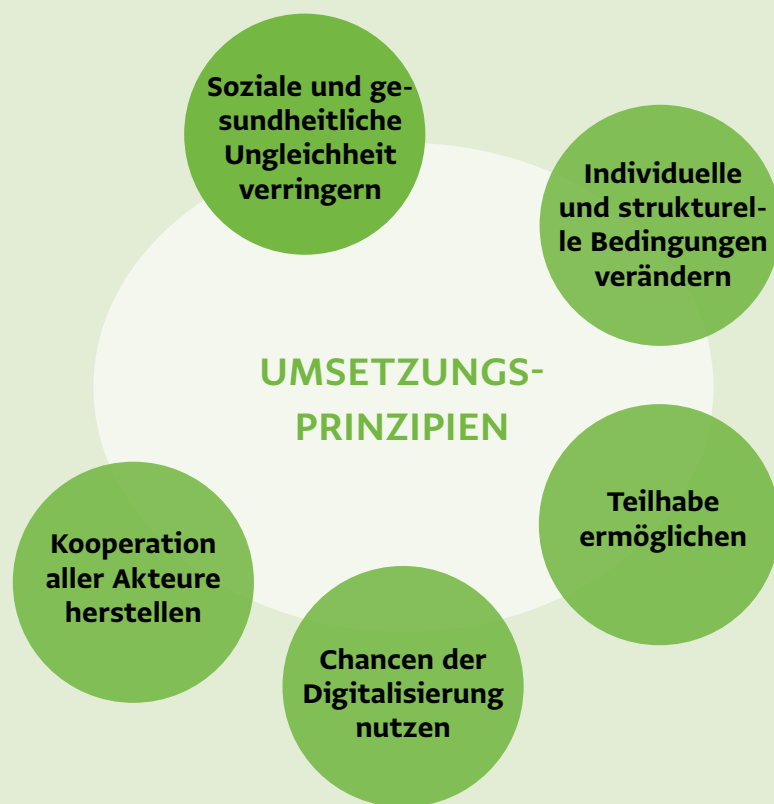 Soziale und ge-
sundheitliche
Ungleichheit
verringern
Individuelle
und strukturel-
le Bedingungen
verändern
UMSETZUNGS-
PRINZIPIEN
Teilhabe
ermöglichen
Kooperation
aller Akteure
herstellen
Chancen der
Digitalisierung
nutzen